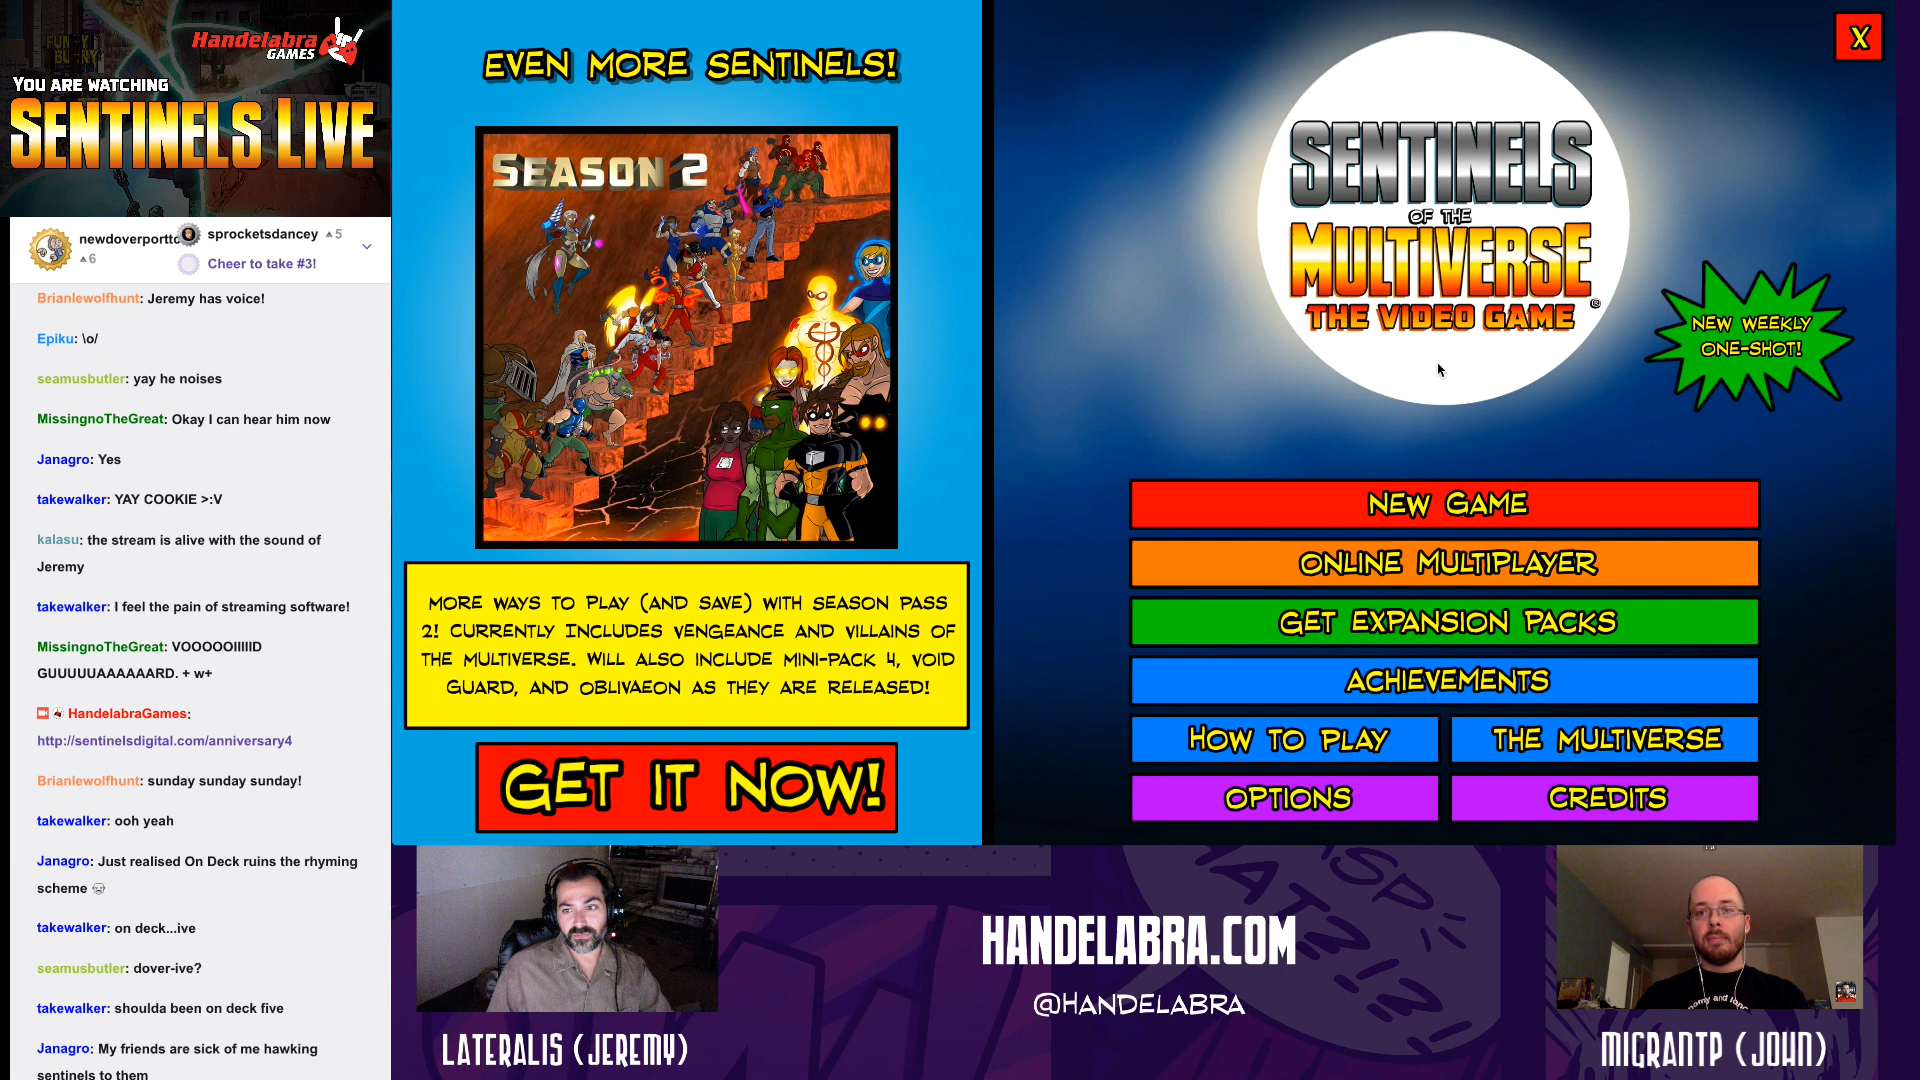 Handelabra
GAMES
YOU ARE WATCHING
SENTINELS LIVE
newdoverportto
6
sprocketsdancey 5
Cheer to take #3!
Brianlewolfhunt: Jeremy has voice!
Epiku: \o/
seamusbutler: yay he noises
MissingnoTheGreat: Okay I can hear him now
Janagro: Yes
takewalker: YAY COOKIE >:V
kalasu: the stream is alive with the sound of
Jeremy
takewalker: I feel the pain of streaming software!
MissingnoTheGreat: VOOOOOIIIIID
GUUUUUAAAAAARD. + w+
HandelabraGames:
http://sentinelsdigital.com/anniversary4
Brianlewolfhunt: sunday sunday sunday!
takewalker: ooh yeah
Janagro: Just realised On Deck ruins the rhyming
scheme
takewalker: on deck...ive
seamusbutler: dover-ive?
takewalker: shoulda been on deck five
Janagro: My friends are sick of me hawking
sentinels to them
EVEN MORE SENTINELS!
SEASON 2
MORE WAYS TO PLAY (AND SAVE) WITH SEASON PASS
2! CURRENTLY INCLUDES VENGEANCE AND VILLAINS OF
THE MULTIVERSE. WILL ALSO INCLUDE MINI-PACK 4, VOID
GUARD, AND OBLIVAEON AS THEY ARE RELEASED!
GET IT NOW!
X
SENTINELS
OF THE
MULTIVERSE
THE VIDEO GAME
®
NEW WEEKLY
ONE-SHOT!
NEW GAME
ONLINE MULTIPLAYER
GET EXPANSION PACKS
ACHIEVEMENTS
HOW TO PLAY
THE MULTIVERSE
OPTIONS
CREDITS
HANDELABRA.COM
@HANDELABRA
LATERALIS (JEREMY)
MIGRANTP (JOHN)